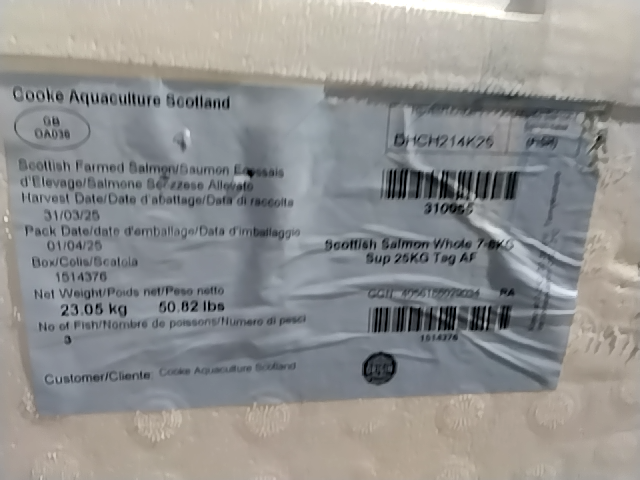 Cooke Aquaculture Scotland
GB
OA036
Scottish Farmed Salmon/Saumon Ecossais
d'Elevage/Salmone Scozzese Allevato
Harvest Date/Date d'abattage/Data di raccolta
31/03/25
Pack Date/date d'emballage/Data d'imballaggio
01/04/25
Box/Colis/Scatola
1514376
Net Weight/Poids net/Peso netto
23.05 kg 50.82 lbs
No of Fish/Nombre de poissons/Numero di pesci
3
Customer/Cliente: Cooke Aquaculture Scotland
DHCH214K25
Scottish Salmon Whole 7-8KG
Sup 25KG Tag AF
RA
1514376